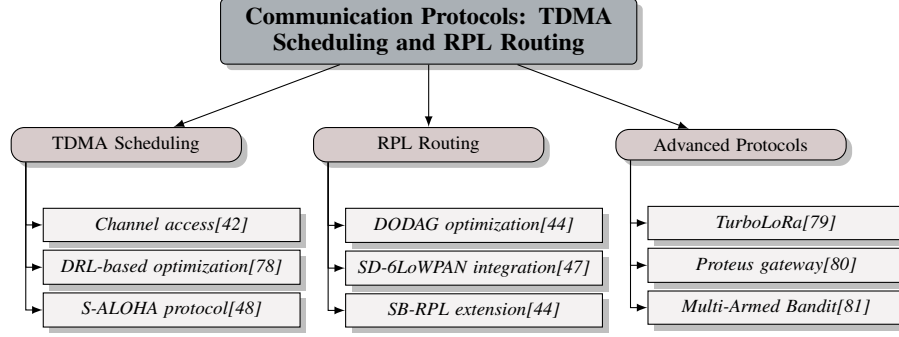 Communication Protocols: TDMA
Scheduling and RPL Routing
TDMA Scheduling
RPL Routing
Advanced Protocols
Channel access[42]
DRL-based optimization[78]
S-ALOHA protocol[48]
DODAG optimization[44]
SD-6LoWPAN integration[47]
SB-RPL extension[44]
TurboLoRa[79]
Proteus gateway[80]
Multi-Armed Bandit[81]